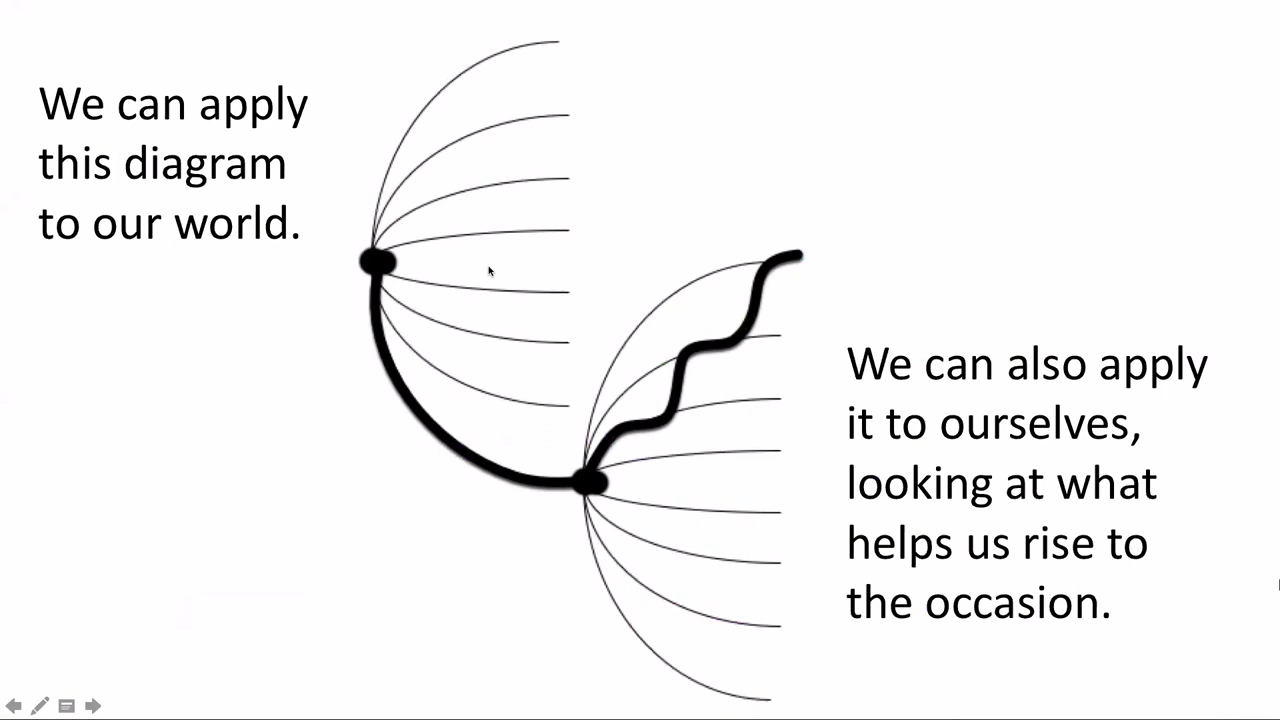 We can apply
this diagram
to our world.
We can also apply
it to ourselves,
looking at what
helps us rise to
the occasion.